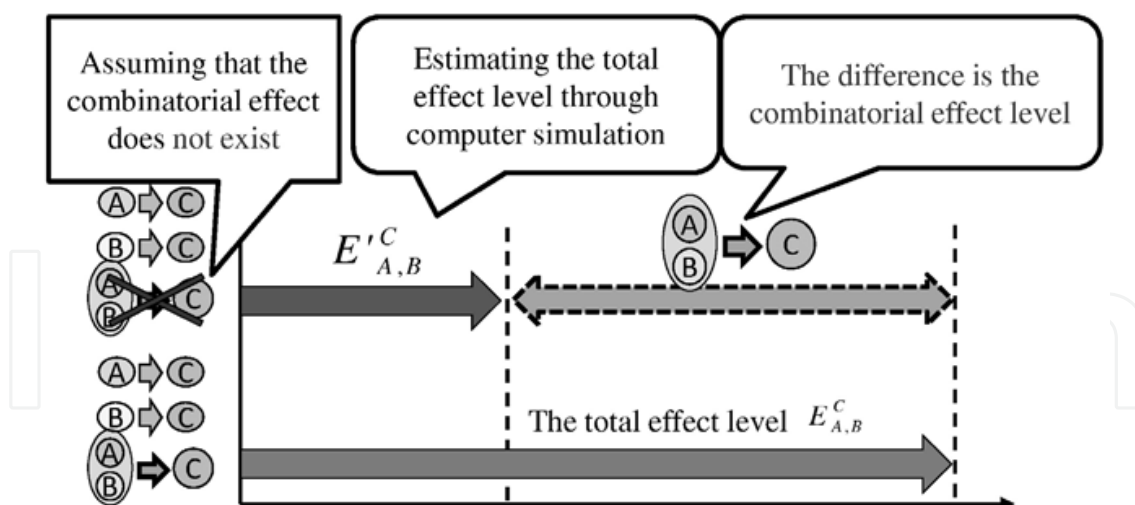 Assuming that the
combinatorial effect
does not exist
Estimating the total
effect level through
computer simulation
The difference is the
combinatorial effect level
A C
B C
A
B
C
E'^C_{A,B}
A
B
C
A C
B C
A
B
C
The total effect level E^C_{A,B}